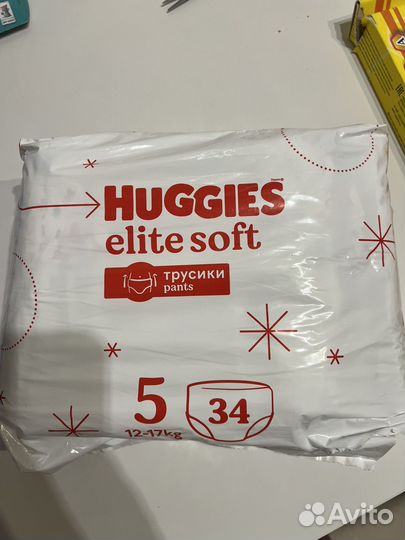 HUGGIES
elite soft
трусики
pants
5
12-17kg
34
Avito